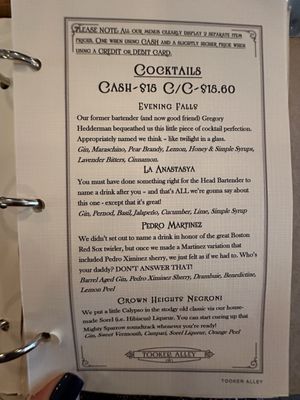 PLEASE NOTE: ALL OUR MENUS CLEARLY DISPLAY 2 SEPARATE ITEM
PRICES. ONE WHEN USING CASH AND A SLIGHTLY HIGHER PRICE WHEN
USING A CREDIT OR DEBIT CARD.
COCKTAILS
CASH-$18 C/C-$18.60
EVENING FALLS
Our former bartender (and now good friend) Gregory
Hedderman bequeathed us this little piece of cocktail perfection.
Appropriately named we think - like twilight in a glass.
Gin, Maraschino, Pear Brandy, Lemon, Honey & Simple Syrups,
Lavender Bitters, Cinnamon.
LA ANASTASYA
You must have done something right for the Head Bartender to
name a drink after you - and that's ALL we're gonna say about
this one - except that it's great!
Gin, Pernod, Basil, Jalapeño, Cucumber, Lime, Simple Syrup
PEDRO MARTINEZ
We didn't set out to name a drink in honor of the great Boston
Red Sox twirler, but once we made a Martinez variation that
included Pedro Ximinez sherry, we just felt as if we had to. Who's
your daddy? DON'T ANSWER THAT!
Barrel Aged Gin, Pedro Ximinez Sherry, Drambuie, Benedictine,
Lemon Peel
CROWN HEIGHTS NEGRONI
We put a little Calypso in the stodgy old classic via our house-
made Sorel (i.e. Hibiscus) Liqueur. You can start cueing up that
Mighty Sparrow soundtrack whenever you're ready!
Gin, Sweet Vermouth, Campari, Sorel Liqueur, Orange Peel
TOOKER ALLEY
TOOKER ALLEY